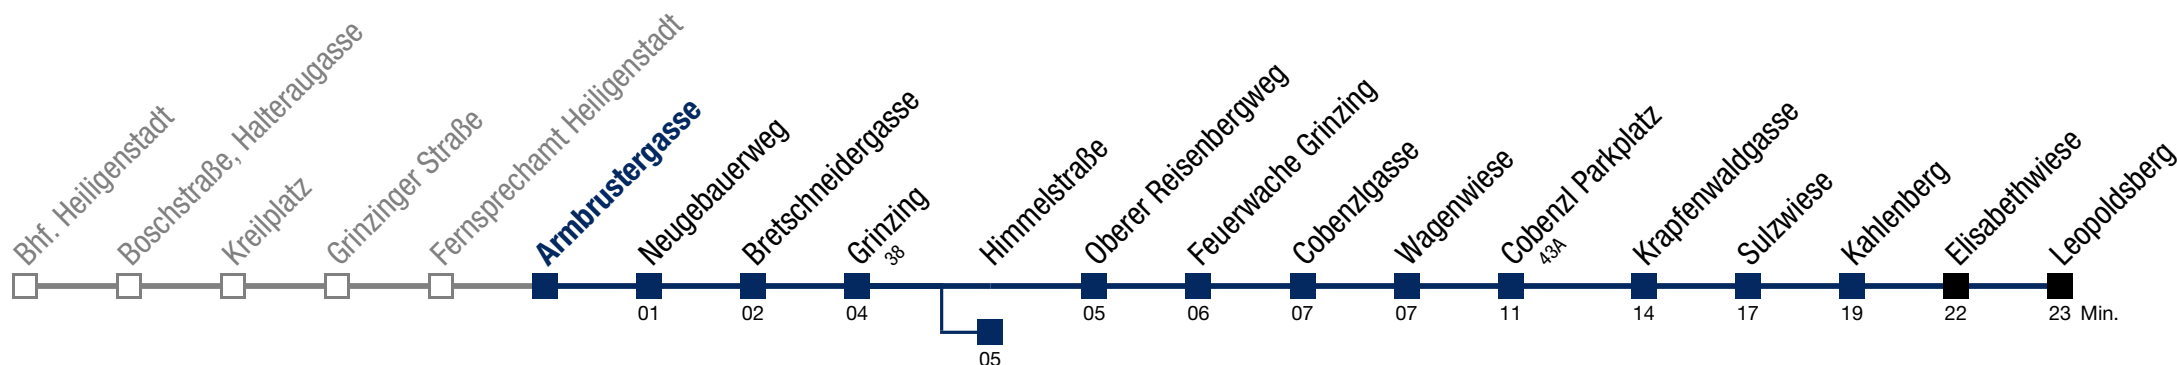 Bhf. Heiligenstadt
Boschstraße, Halteraugasse
Kreilplatz
Grinzinger Straße
Fernsprechamt Heiligenstadt
Armbrustergasse
Neugebauerweg
Bretschneidergasse
Grinzing
38
Himmelstraße
Oberer Reisenbergweg
Feuerwache Grinzing
Cobenzlgasse
Wagenwiese
Cobenzl Parkplatz
43A
Krapfenwaldgasse
Sulzwiese
Kahlenberg
Elisabethwiese
Leopoldsberg
01 02 04 05 06 07 07 11 14 17 19 22 23 Min.
05